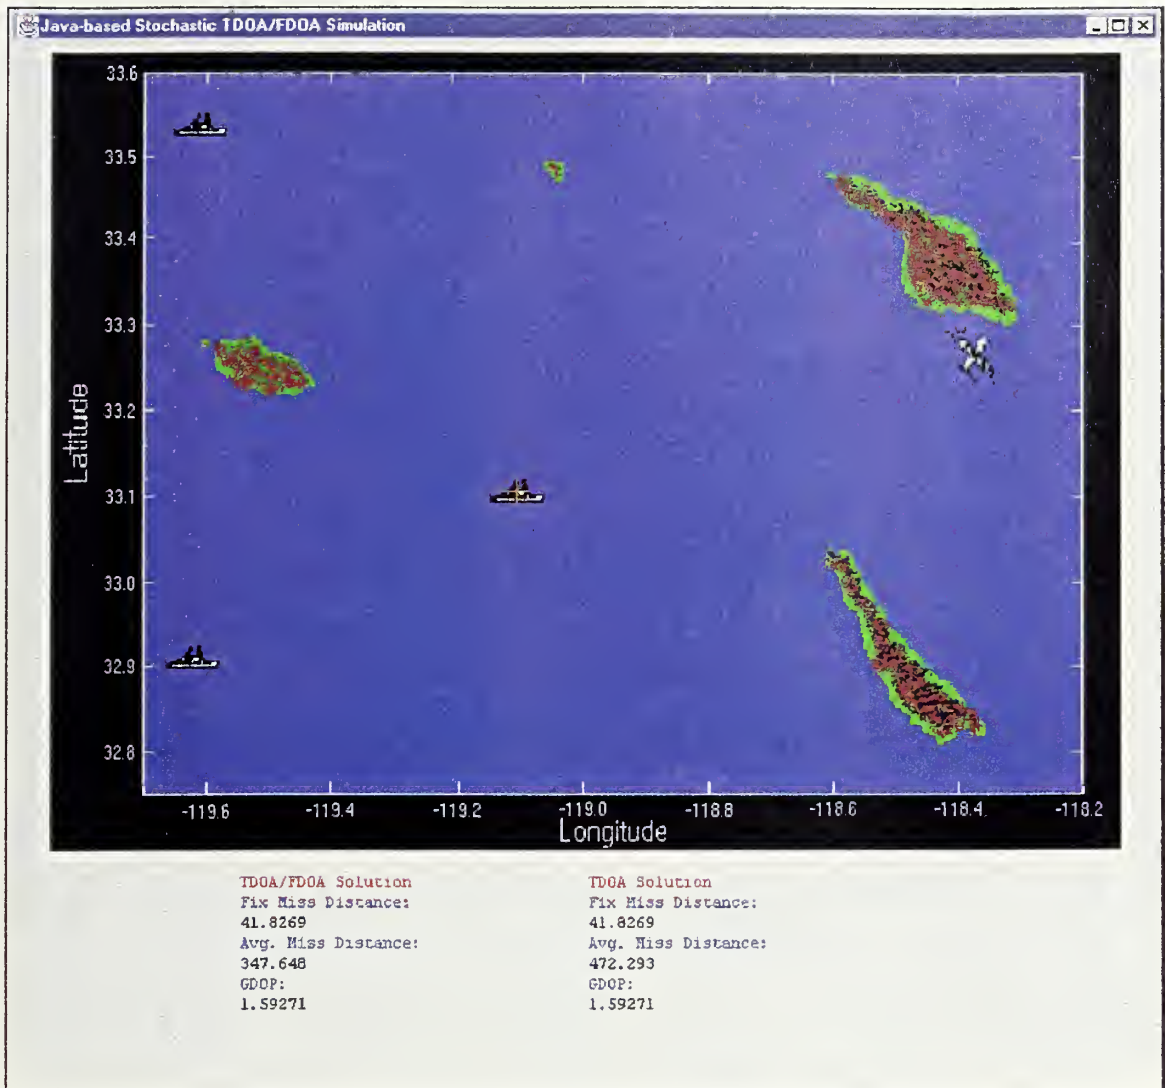 Java-based Stochastic TDOA/FDOA Simulation
33.6
33.5
33.4
33.3
33.2
33.1
33.0
32.9
32.8
Latitude
-119.6
-119.4
-119.2
-119.0
-118.8
-118.6
-118.4
-118.2
Longitude
TDOA/FDOA Solution
Fix Miss Distance:
41.8269
Avg. Miss Distance:
347.648
GDOP:
1.59271
TDOA Solution
Fix Miss Distance:
41.8269
Avg. Miss Distance:
472.293
GDOP:
1.59271